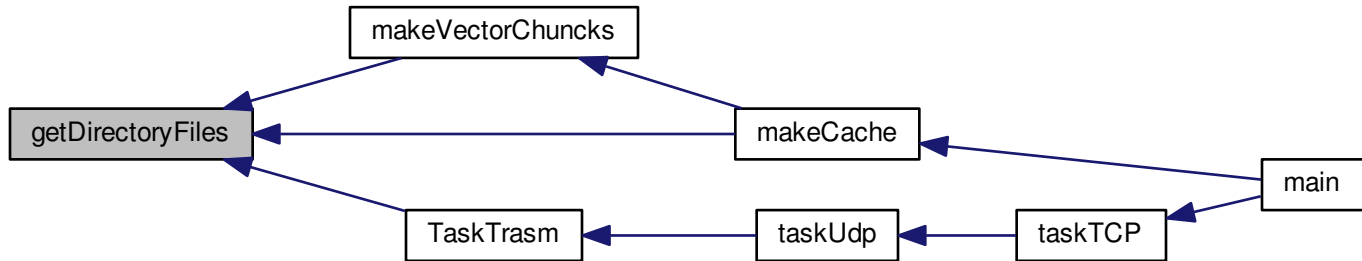 makeVectorChuncks
getDirectoryFiles
makeCache
main
TaskTrasm
taskUdp
taskTCP